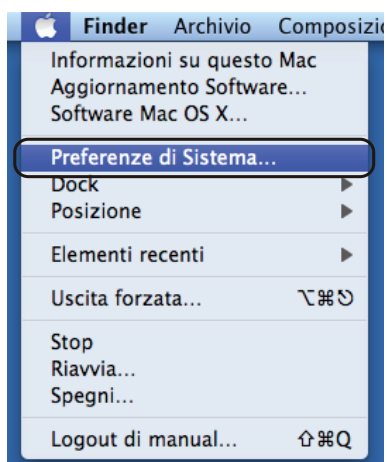 Finder Archivio Composizi
Informazioni su questo Mac
Aggiornamento Software...
Software Mac OS X...
Preferenze di Sistema...
Dock
Posizione
Elementi recenti
Uscita forzata... ⌥⌘⎋
Stop
Riavvia...
Spegni...
Logout di manual... ⇧⌘Q